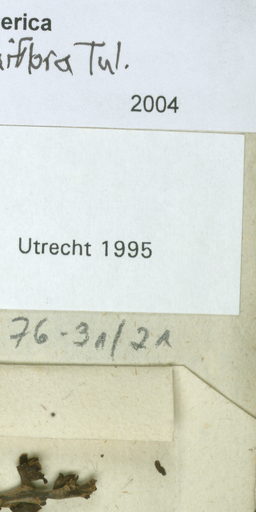 erica
iflora Tul.
2004
Utrecht 1995
76-31/21